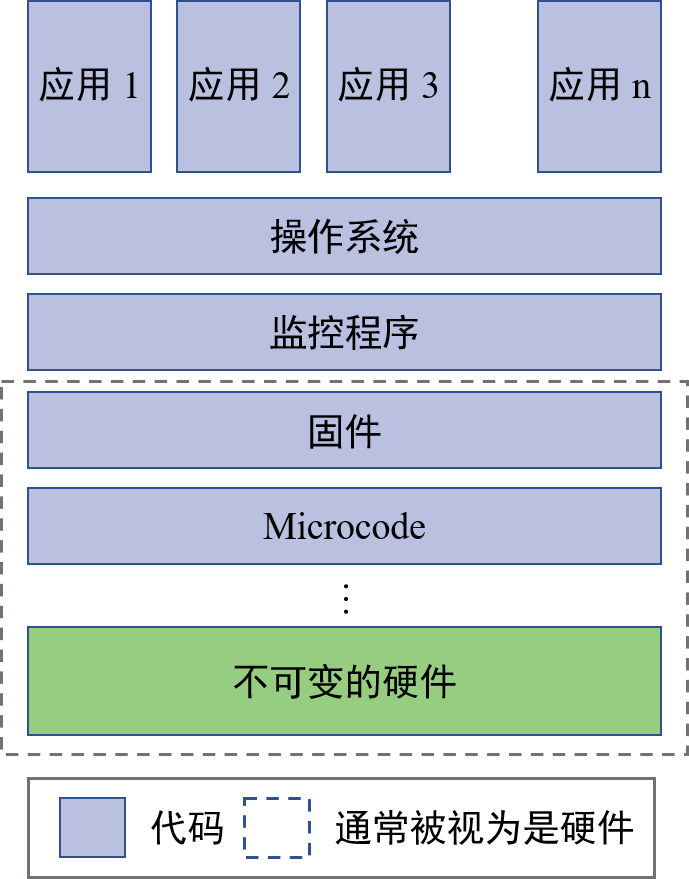 应用 1 应用 2 应用 3 应用 n
操作系统
监控程序
固件
Microcode
⋮
不可变的硬件
代码 通常被视为是硬件